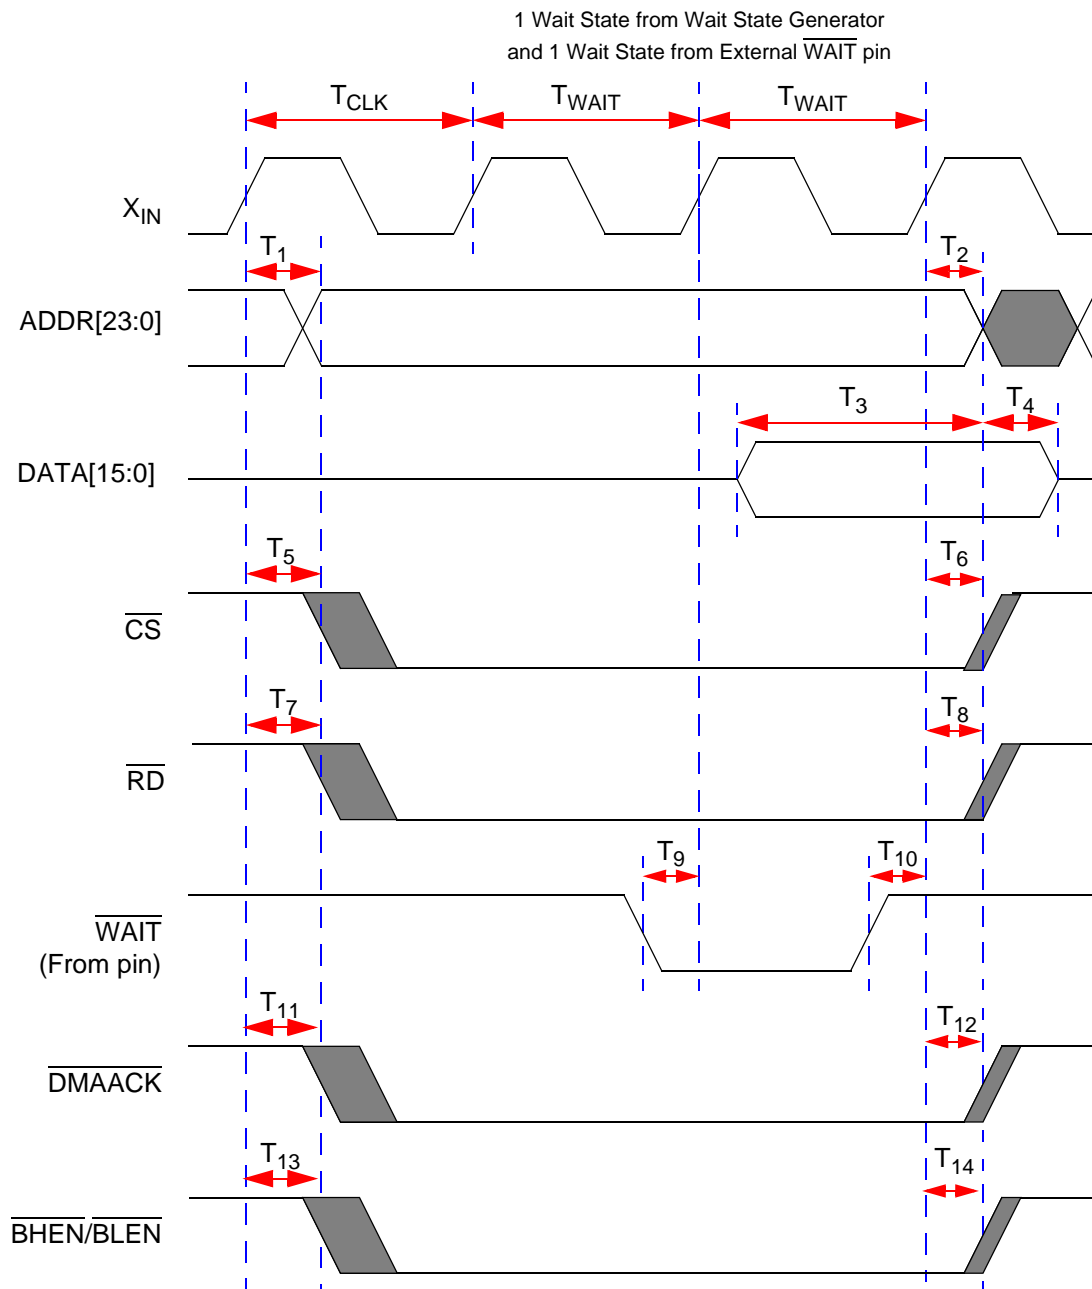 1 Wait State from Wait State Generator
and 1 Wait State from External WAIT pin
TCLK TWAIT TWAIT
XIN
T1 T2
ADDR[23:0]
T3 T4
DATA[15:0]
T5 T6
CS
T7 T8
RD
T9 T10
WAIT
(From pin)
T11 T12
DMAACK
T13 T14
BHEN/BLEN